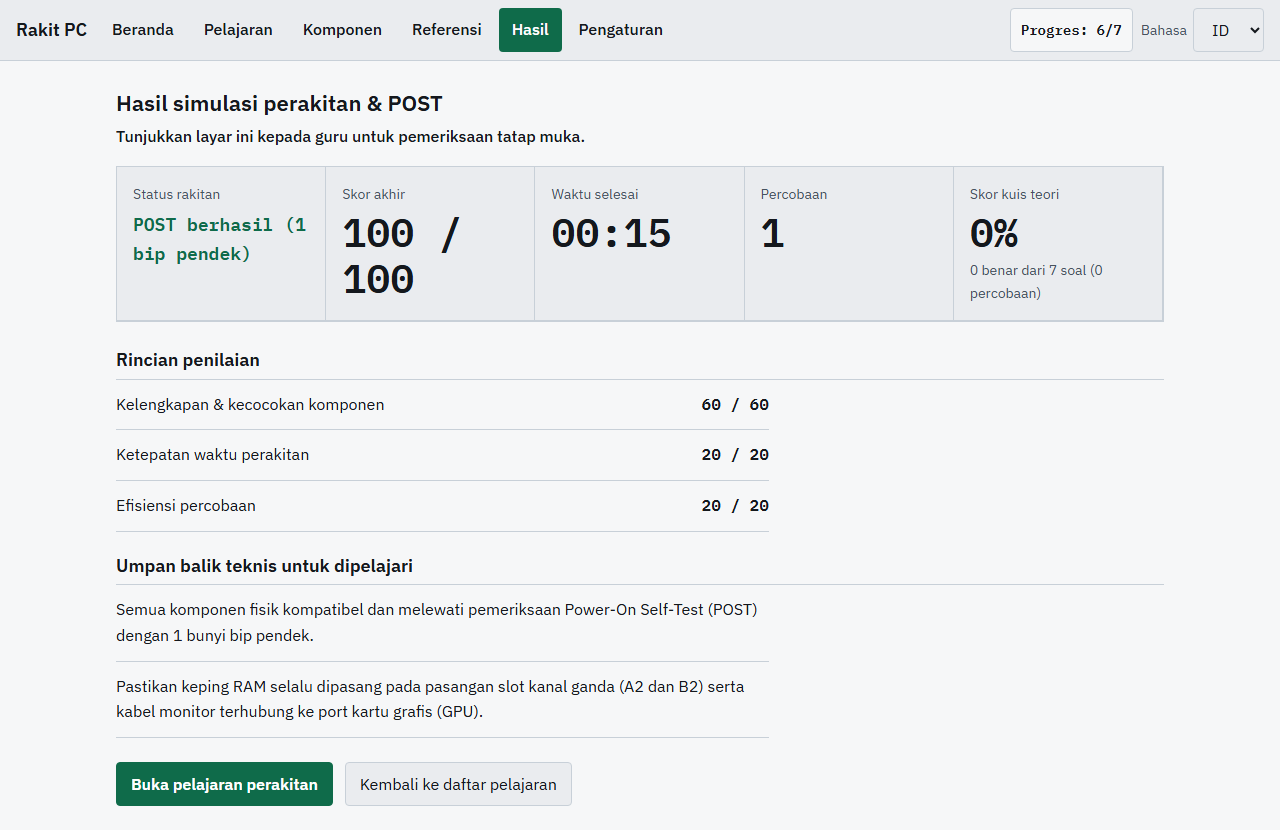 Rakit PC Beranda Pelajaran Komponen Referensi Hasil Pengaturan Progres: 6/7 Bahasa ID
Hasil simulasi perakitan & POST
Tunjukkan layar ini kepada guru untuk pemeriksaan tatap muka.
Status rakitan
POST berhasil (1
bip pendek)
Skor akhir
100 /
100
Waktu selesai
00:15
Percobaan
1
Skor kuis teori
0%
0 benar dari 7 soal (0
percobaan)
Rincian penilaian
Kelengkapan & kecocokan komponen 60 / 60
Ketepatan waktu perakitan 20 / 20
Efisiensi percobaan 20 / 20
Umpan balik teknis untuk dipelajari
Semua komponen fisik kompatibel dan melewati pemeriksaan Power-On Self-Test (POST)
dengan 1 bunyi bip pendek.
Pastikan keping RAM selalu dipasang pada pasangan slot kanal ganda (A2 dan B2) serta
kabel monitor terhubung ke port kartu grafis (GPU).
Buka pelajaran perakitan Kembali ke daftar pelajaran